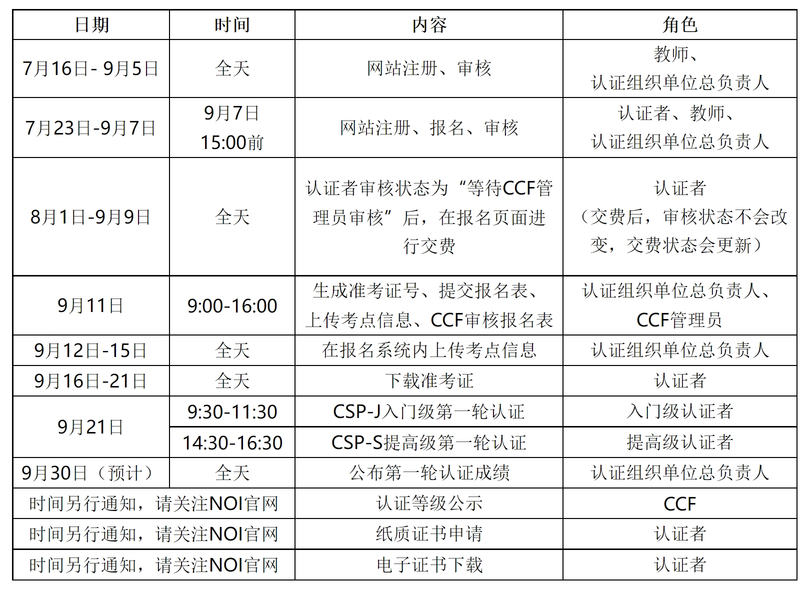 日期 时间 内容 角色
7月16日- 9月5日 全天 网站注册、审核 教师、
认证组织单位总负责人
7月23日-9月7日 9月7日
15:00前 网站注册、报名、审核 认证者、教师、
认证组织单位总负责人
8月1日-9月9日 全天 认证者审核状态为“等待CCF管
理员审核”后，在报名页面进
行交费 认证者
（交费后，审核状态不会改
变，交费状态会更新）
9月11日 9:00-16:00 生成准考证号、提交报名表、
上传考点信息、CCF审核报名表 认证组织单位总负责人、
CCF管理员
9月12日-15日 全天 在报名系统内上传考点信息 认证组织单位总负责人
9月16日-21日 全天 下载准考证 认证者
9月21日 9:30-11:30 CSP-J入门级第一轮认证 入门级认证者
14:30-16:30 CSP-S提高级第一轮认证 提高级认证者
9月30日（预计） 全天 公布第一轮认证成绩 认证组织单位总负责人
时间另行通知，请关注NOI官网 认证等级公示 CCF
时间另行通知，请关注NOI官网 纸质证书申请 认证者
时间另行通知，请关注NOI官网 电子证书下载 认证者